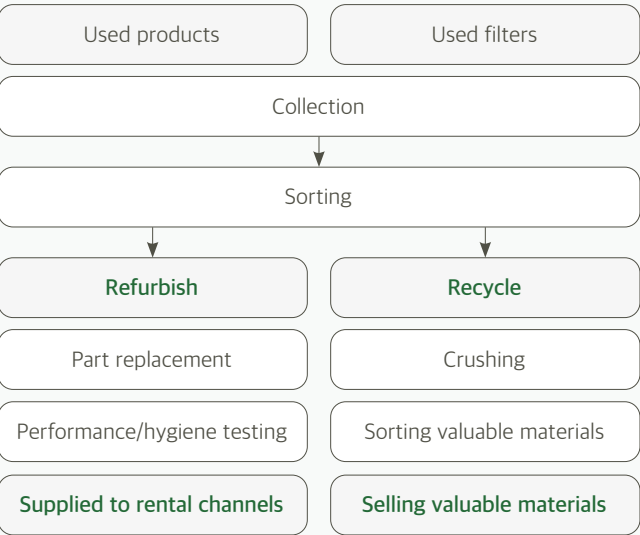 Used products
Used filters
Collection
Sorting
Refurbish
Recycle
Part replacement
Crushing
Performance/hygiene testing
Sorting valuable materials
Supplied to rental channels
Selling valuable materials